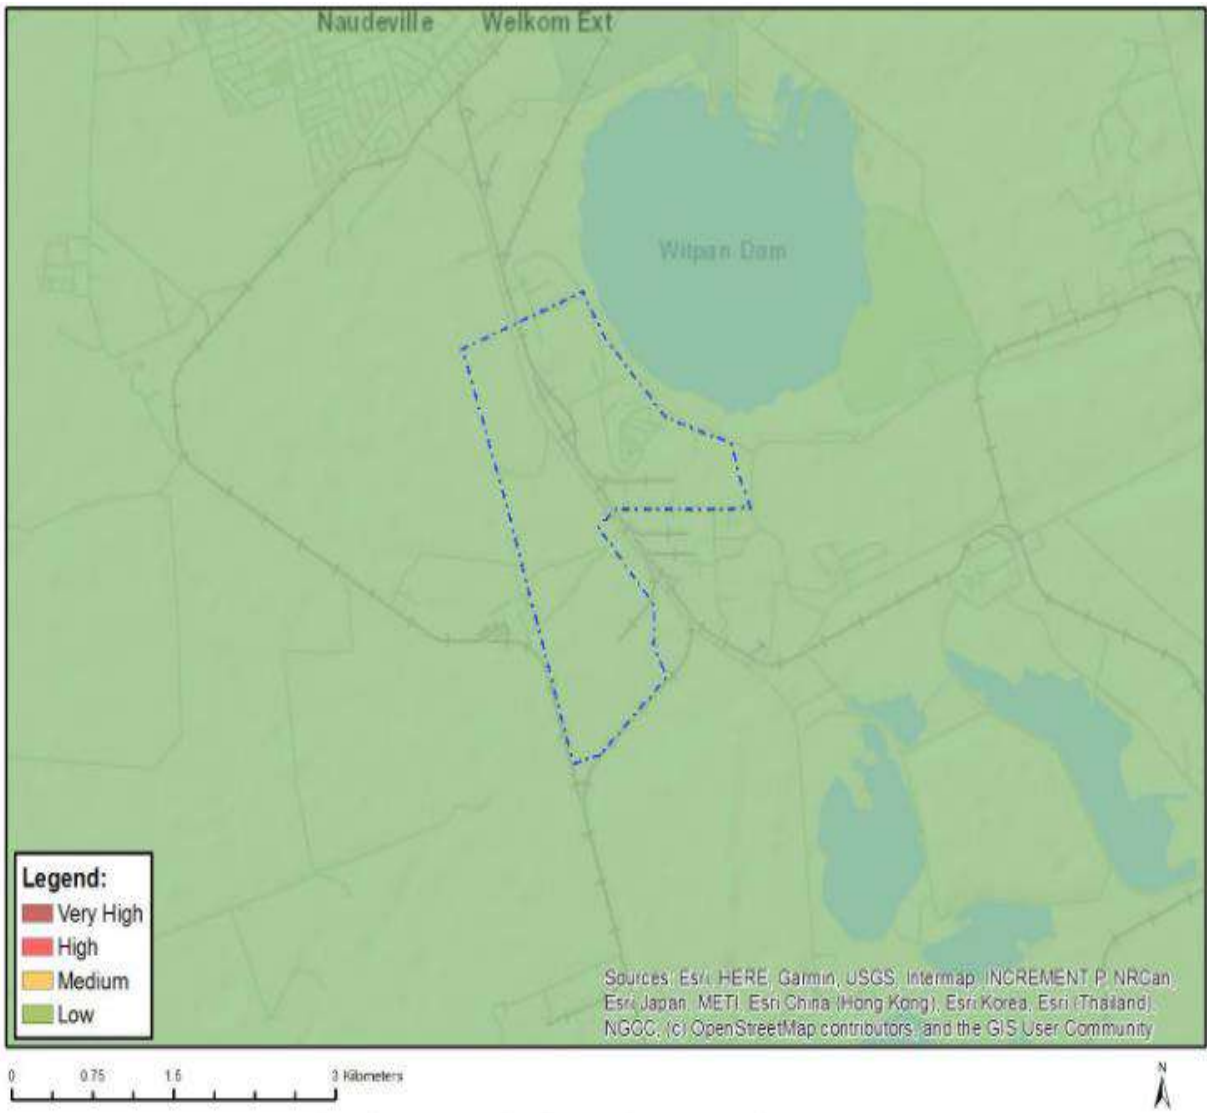 Naudeville Welkom Ext
Witpan Dam
Legend:
Very High
High
Medium
Low
Sources: Esri, HERE, Garmin, USGS, Intermap, INCREMENT P, NRCan,
Esri Japan, METI, Esri China (Hong Kong), Esri Korea, Esri (Thailand),
NGCC, (c) OpenStreetMap contributors, and the GIS User Community
0 0.75 1.5 3 Kilometers
N